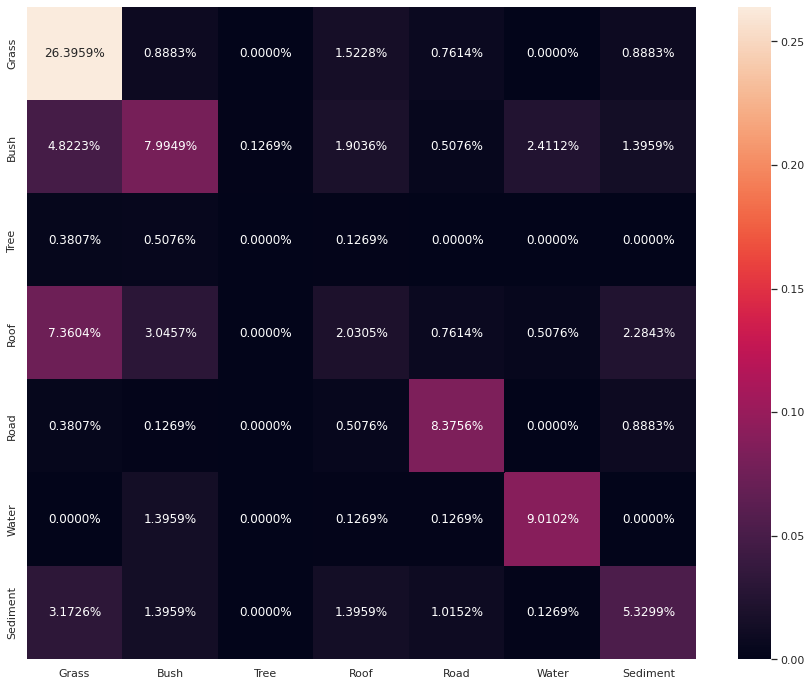 Grass 26.3959% 0.8883% 0.0000% 1.5228% 0.7614% 0.0000% 0.8883%
Bush 4.8223% 7.9949% 0.1269% 1.9036% 0.5076% 2.4112% 1.3959%
Tree 0.3807% 0.5076% 0.0000% 0.1269% 0.0000% 0.0000% 0.0000%
Roof 7.3604% 3.0457% 0.0000% 2.0305% 0.7614% 0.5076% 2.2843%
Road 0.3807% 0.1269% 0.0000% 0.5076% 8.3756% 0.0000% 0.8883%
Water 0.0000% 1.3959% 0.0000% 0.1269% 0.1269% 9.0102% 0.0000%
Sediment 3.1726% 1.3959% 0.0000% 1.3959% 1.0152% 0.1269% 5.3299%
Grass Bush Tree Roof Road Water Sediment
0.25
0.20
0.15
0.10
0.05
0.00